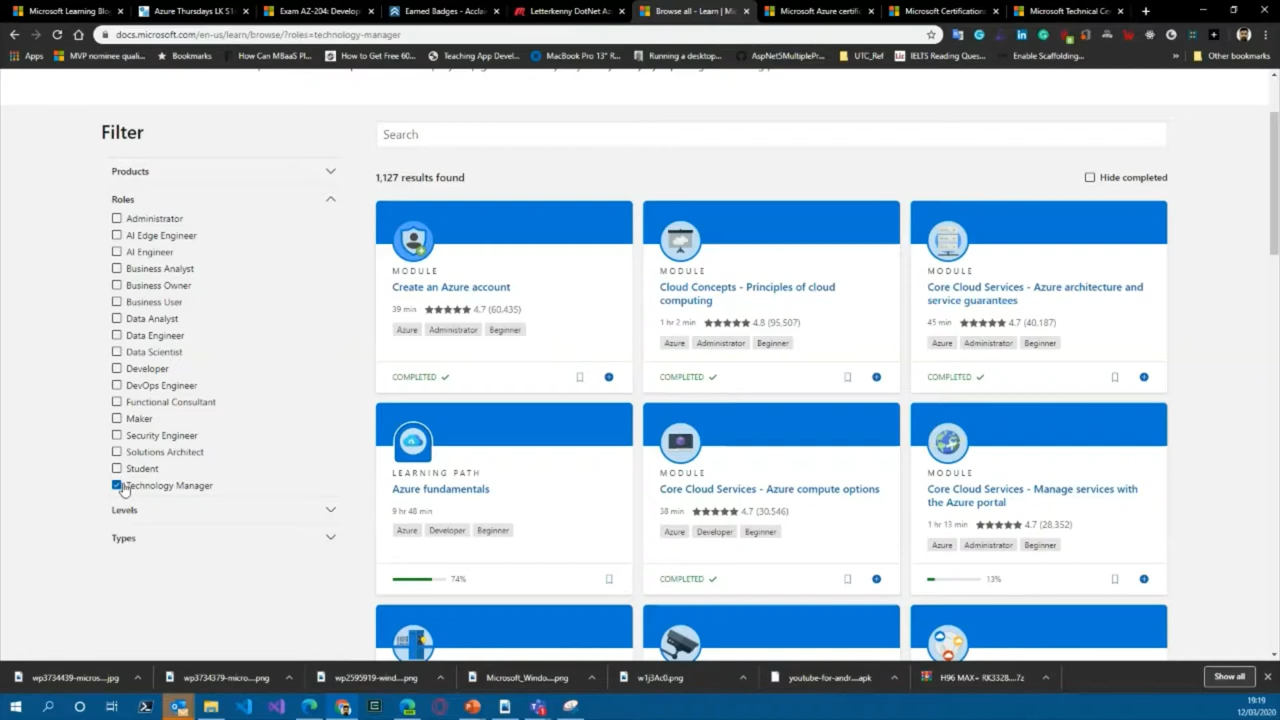 Microsoft Learning Bloc
Azure Thursdays LK S1
Exam AZ-204: Develop
Earned Badges - Acclai
Letterkenny DotNet Az
Browse all - Learn | Mic
Microsoft Azure certific
Microsoft Certification
Microsoft Technical Cer
docs.microsoft.com/en-us/learn/browse/?roles=technology-manager
Apps
MVP nominee quali...
Bookmarks
How Can MBaaS Pl...
How to Get Free 60...
Teaching App Devel...
MacBook Pro 13" R...
Running a desktop...
AspNet5MultiplePr...
UTC_Ref
IELTS Reading Ques...
Enable Scaffolding...
Other bookmarks
Filter
Search
Products
1,127 results found
Hide completed
Roles
Administrator
AI Edge Engineer
AI Engineer
Business Analyst
Business Owner
Business User
Data Analyst
Data Engineer
Data Scientist
Developer
DevOps Engineer
Functional Consultant
Maker
Security Engineer
Solutions Architect
Student
Technology Manager
Levels
Types
MODULE
Create an Azure account
39 min 4.7 (60,435)
Azure Administrator Beginner
COMPLETED
MODULE
Cloud Concepts - Principles of cloud
computing
1 hr 2 min 4.8 (95,507)
Azure Administrator Beginner
COMPLETED
MODULE
Core Cloud Services - Azure architecture and
service guarantees
45 min 4.7 (40,187)
Azure Administrator Beginner
COMPLETED
LEARNING PATH
Azure fundamentals
9 hr 48 min
Azure Developer Beginner
74%
MODULE
Core Cloud Services - Azure compute options
38 min 4.7 (30,546)
Azure Developer Beginner
COMPLETED
MODULE
Core Cloud Services - Manage services with
the Azure portal
1 hr 13 min 4.7 (28,352)
Azure Administrator Beginner
13%
wp3734439-micros....jpg
wp3734379-micro....png
wp2595919-wind....png
Microsoft_Windo....png
w1j3Ac0.png
youtube-for-andr....apk
H96 MAX+ RK3328....7z
Show all
19:19
12/03/2020